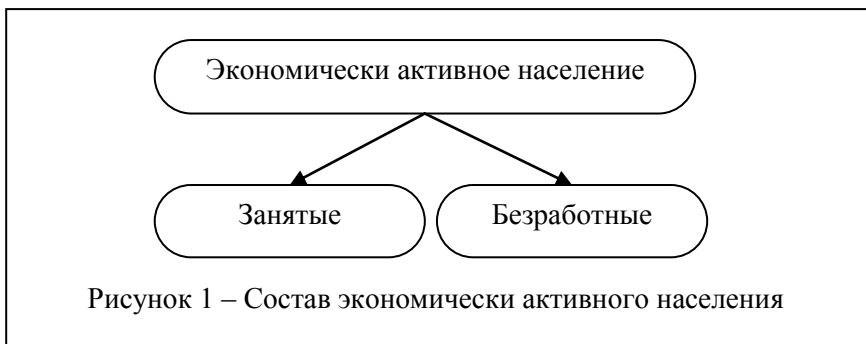 Экономически активное население
Занятые
Безработные
Рисунок 1 – Состав экономически активного населения